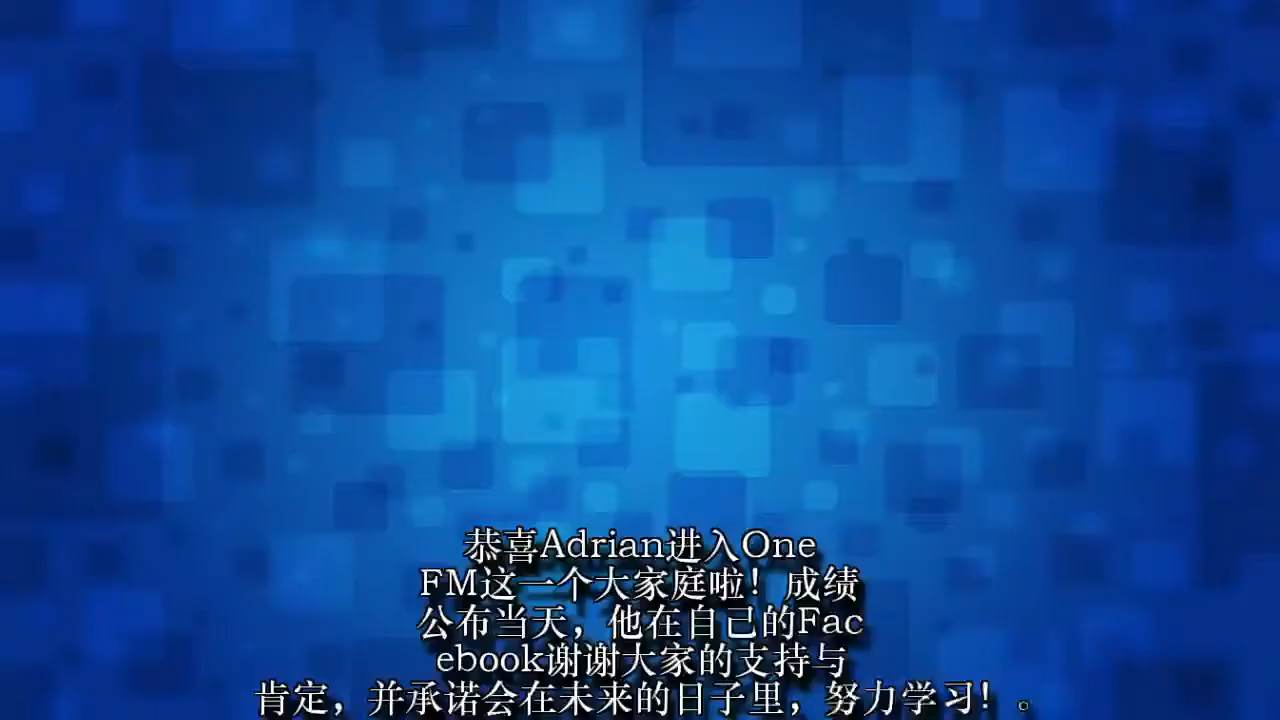 恭喜Adrian进入One
FM这一个大家庭啦！成绩
公布当天，他在自己的Fac
ebook谢谢大家的支持与
肯定，并承诺会在未来的日子里，努力学习！。